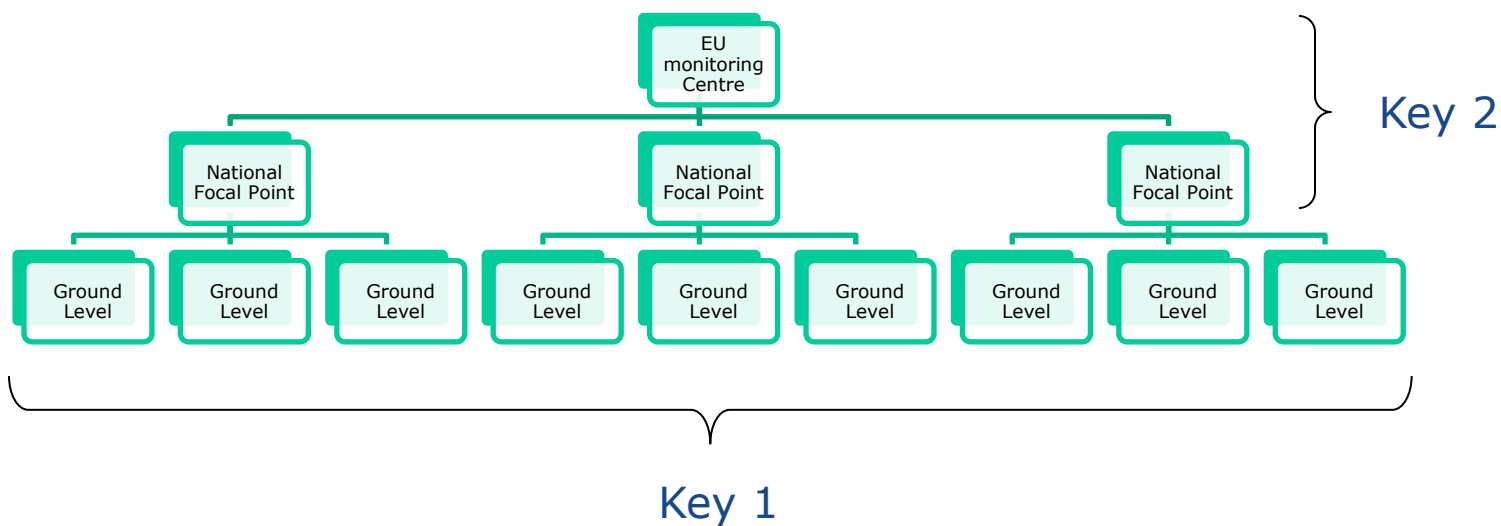 EU
monitoring
Centre
Key 2
National
Focal Point
National
Focal Point
National
Focal Point
Ground
Level
Ground
Level
Ground
Level
Ground
Level
Ground
Level
Ground
Level
Ground
Level
Ground
Level
Ground
Level
Key 1